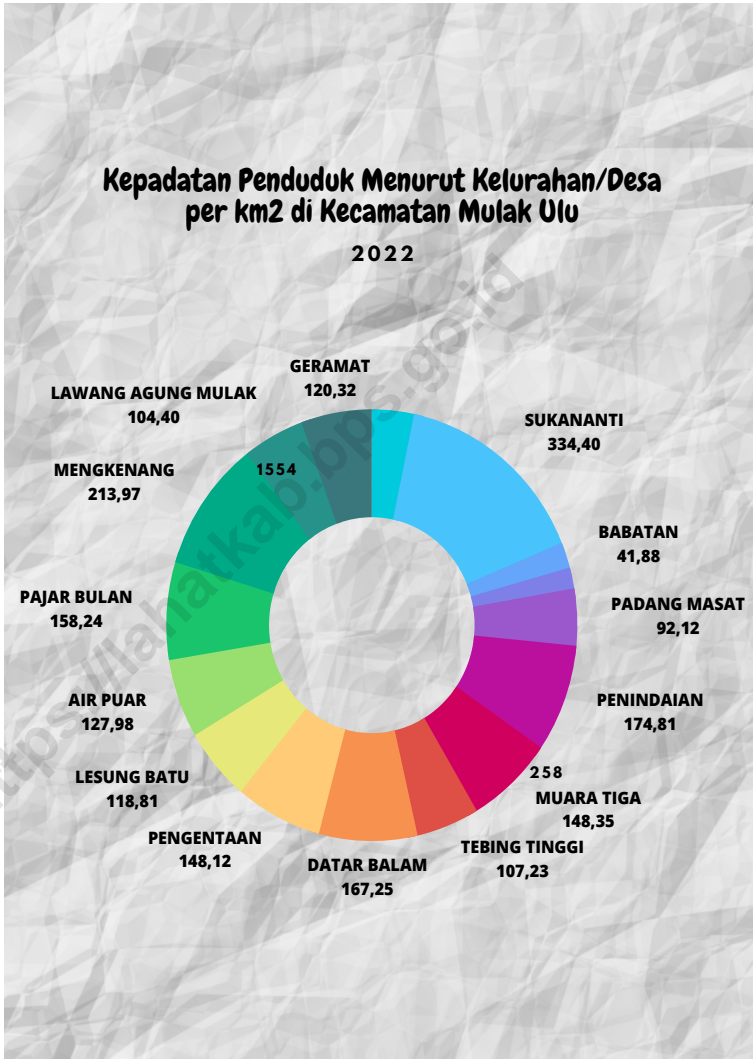 Kepadatan Penduduk Menurut Kelurahan/Desa
per km2 di Kecamatan Mulak Ulu
2022
GERAMAT
120,32
LAWANG AGUNG MULAK
104,40
SUKANANTI
334,40
MENGKENANG
213,97
1554
BABATAN
41,88
PADANG MASAT
92,12
PAJAR BULAN
158,24
PENINDAIAN
174,81
AIR PUAR
127,98
258
LESUNG BATU
118,81
MUARA TIGA
148,35
PENGENTAAN
148,12
TEBING TINGGI
107,23
DATAR BALAM
167,25
https://lahatkab.bps.go.id